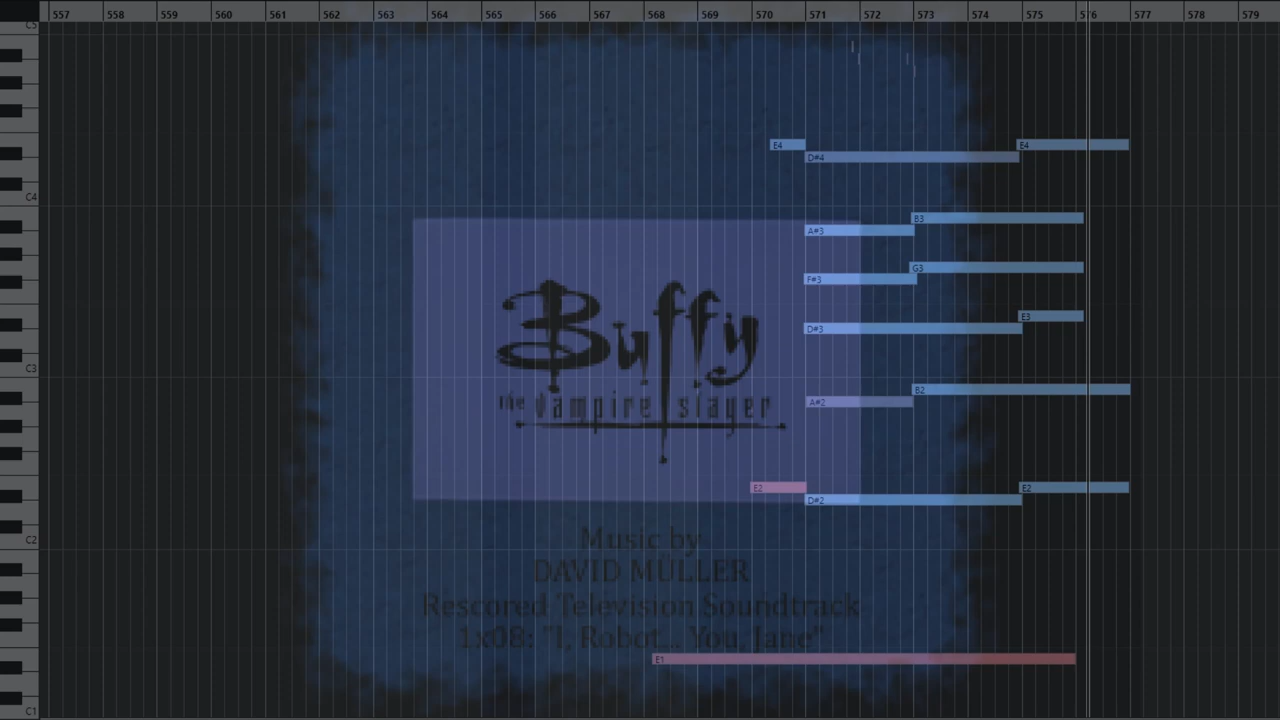 557 558 559 560 561 562 563 564 565 566 567 568 569 570 571 572 573 574 575 576 577 578 579
C5
E4 E4
D#4
C4
B3
A#3
G3
F#3
E3
D#3
C3
B2
A#2
E2 E2
D#2
C2
E1
C1
Buffy
the vampire slayer
Music by
DAVID MÜLLER
Rescored Television Soundtrack
1x08: "I, Robot... You, Jane"